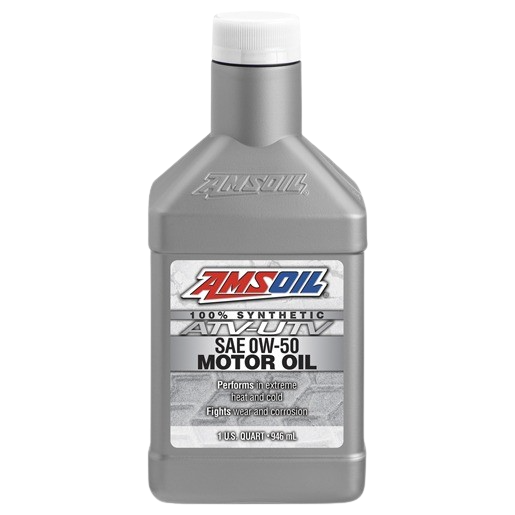 AMSOIL
AMSOIL
100% SYNTHETIC
ATV-UTV
SAE 0W-50
MOTOR OIL
Performs in extreme
heat and cold
Fights wear and corrosion
1 U.S. QUART • 946 mL